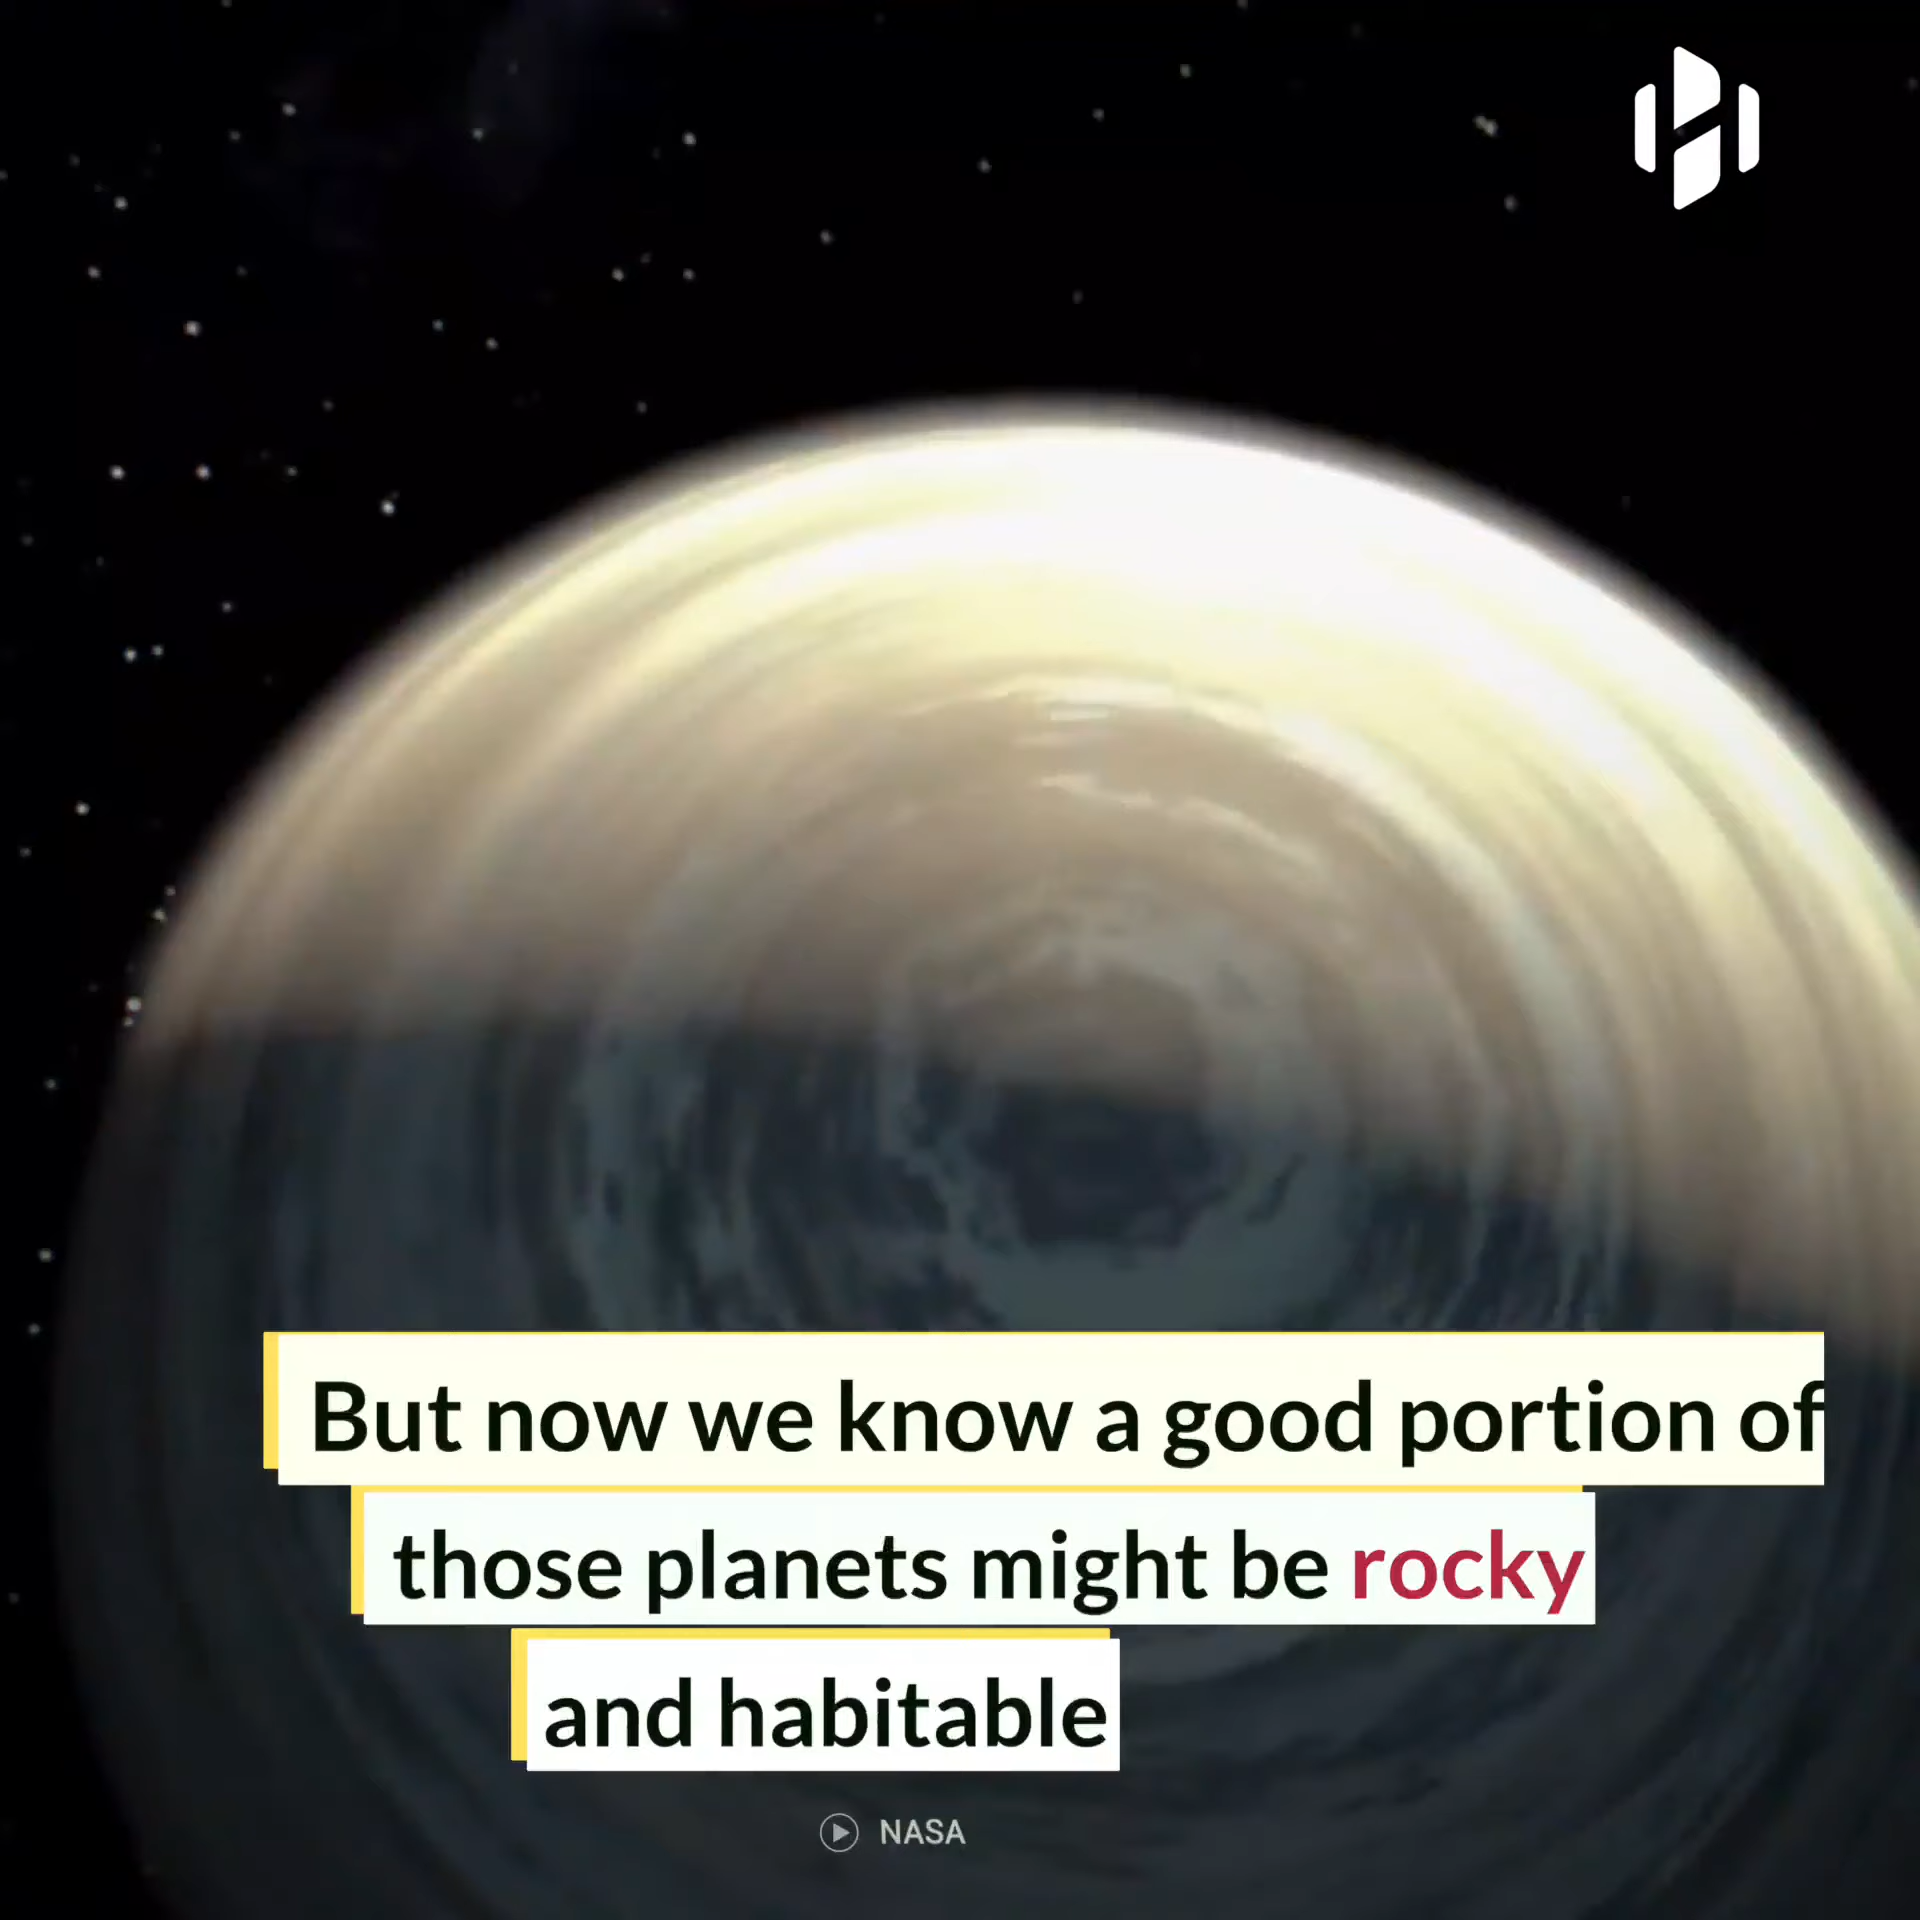 But now we know a good portion of
those planets might be rocky
and habitable
NASA